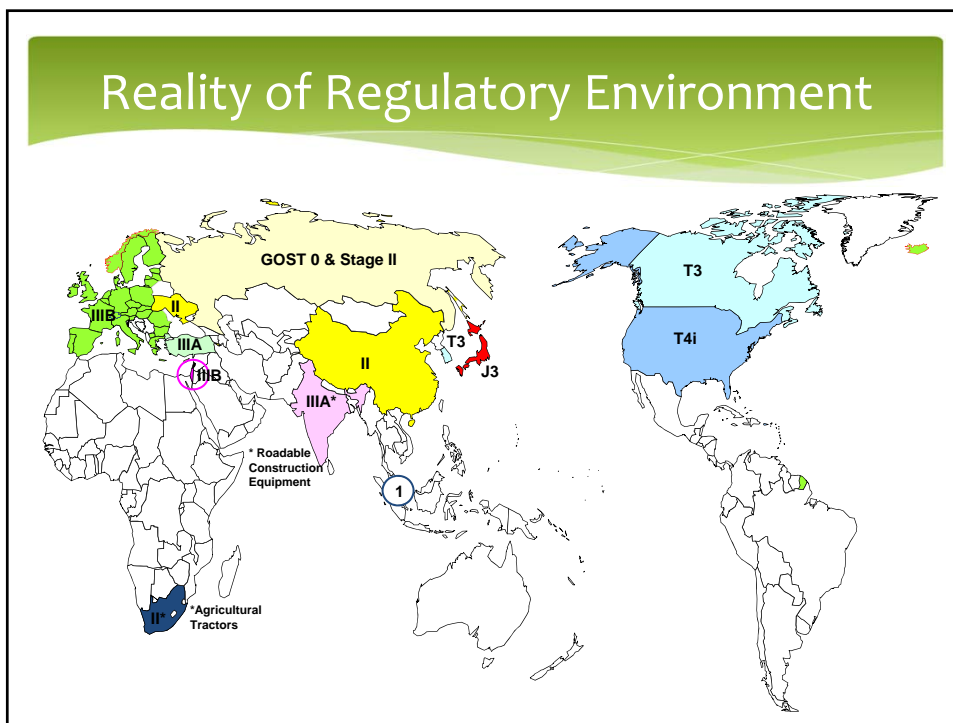 Reality of Regulatory Environment
GOST 0 & Stage II
T3
IIIB
II
T4i
IIIA
T3
II
J3
IIIB
IIIA*
* Roadable
Construction
Equipment
1
II*
*Agricultural
Tractors